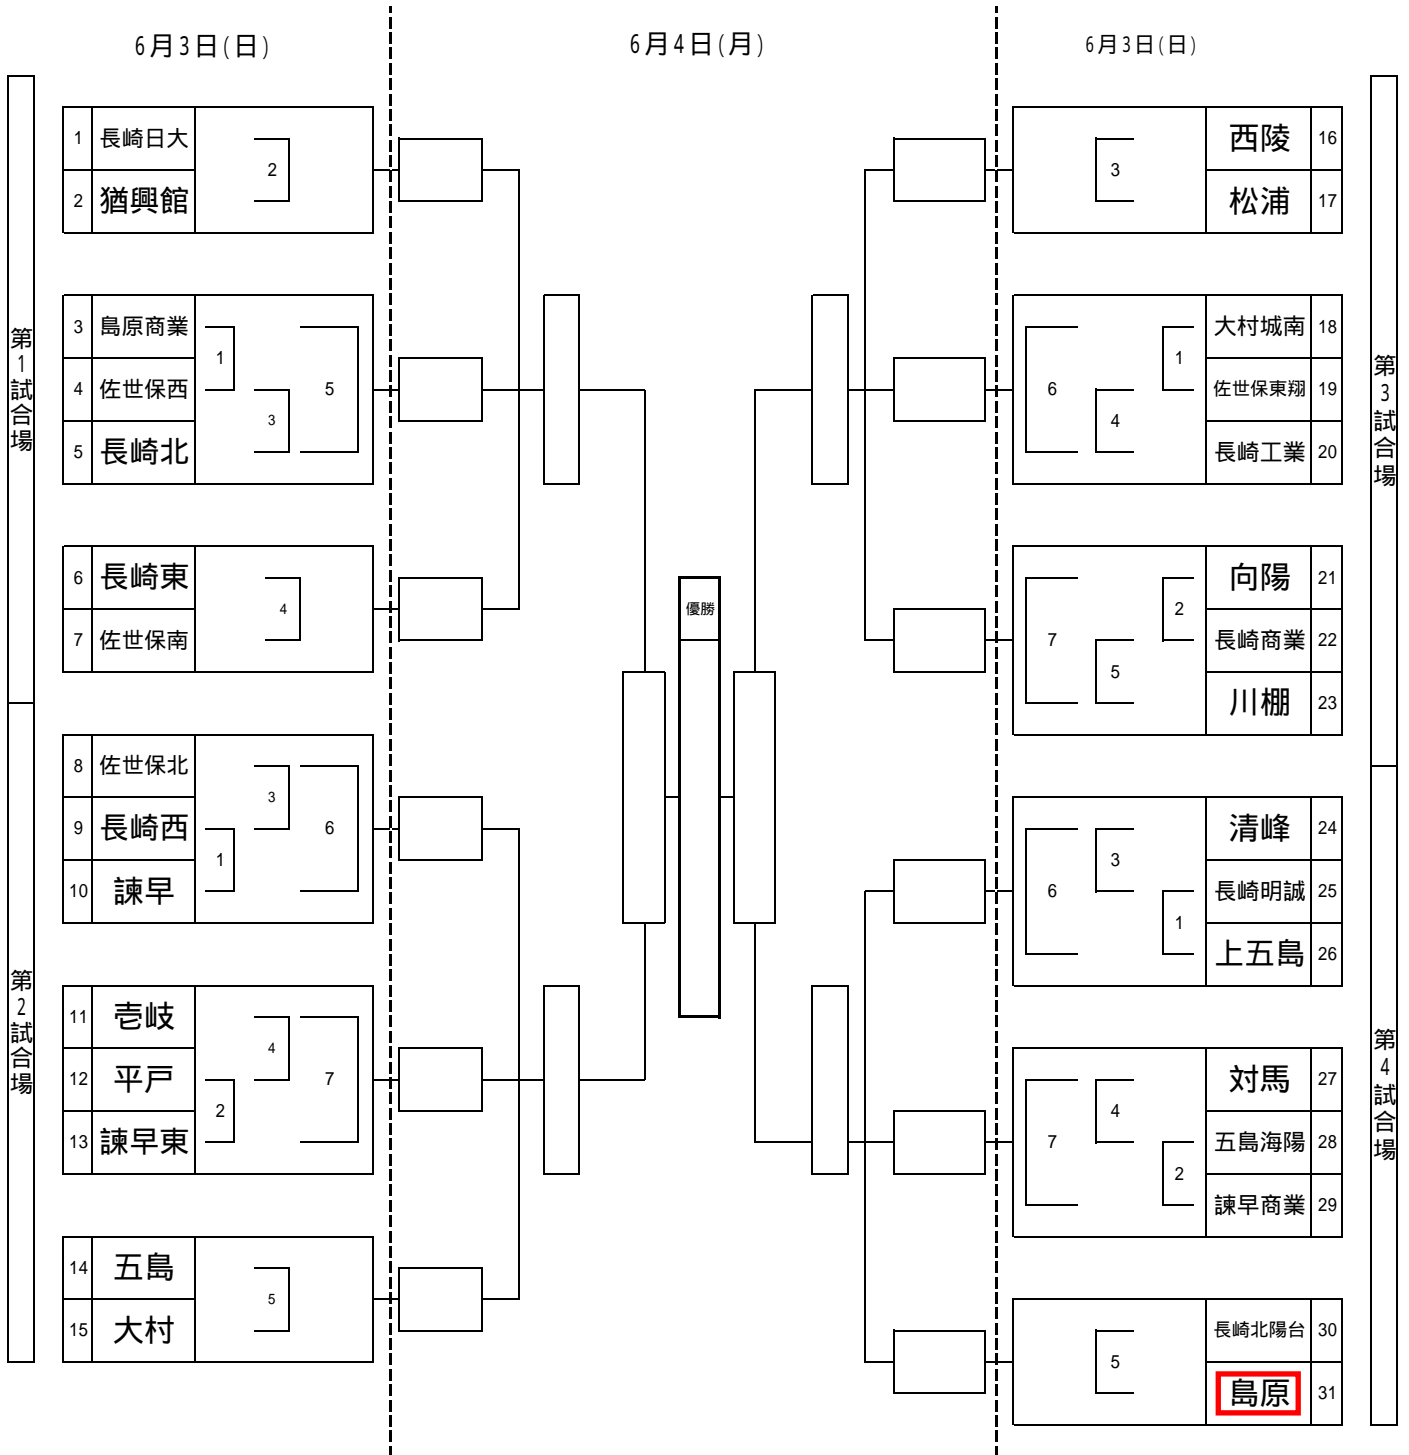 6月3日(日)
6月4日(月)
6月3日(日)
第1試合場
1 長崎日大
2 猶興館
2
3 島原商業
4 佐世保西
5 長崎北
1
3
5
6 長崎東
7 佐世保南
4
第2試合場
8 佐世保北
9 長崎西
10 諫早
3
1
6
11 壱岐
12 平戸
13 諫早東
4
2
7
14 五島
15 大村
5
優勝
第3試合場
3
西陵 16
松浦 17
6
4
1
大村城南 18
佐世保東翔 19
長崎工業 20
7
5
2
向陽 21
長崎商業 22
川棚 23
第4試合場
6
3
1
清峰 24
長崎明誠 25
上五島 26
7
4
2
対馬 27
五島海陽 28
諫早商業 29
5
長崎北陽台 30
島原 31